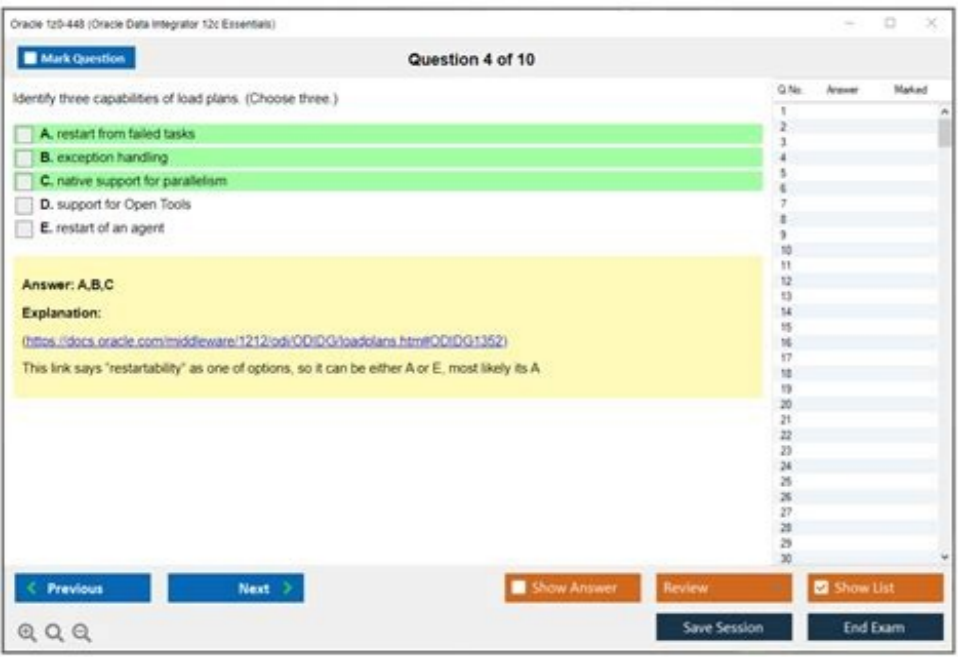 Oracle 1z0-448 (Oracle Data Integrator 12c Essentials)
Mark Question
Question 4 of 10
Identify three capabilities of load plans. (Choose three.)
A. restart from failed tasks
B. exception handling
C. native support for parallelism
D. support for Open Tools
E. restart of an agent
Answer: A,B,C
Explanation:
(https://docs.oracle.com/middleware/1212/odi/ODIDG/loadplans.htm#ODIDG1352)
This link says "restartability" as one of options, so it can be either A or E, most likely its A
Q No. Answer Marked
1
2
3
4
5
6
7
8
9
10
11
12
13
14
15
16
17
18
19
20
21
22
23
24
25
26
27
28
29
30
Previous Next Show Answer Review Show List
Save Session End Exam